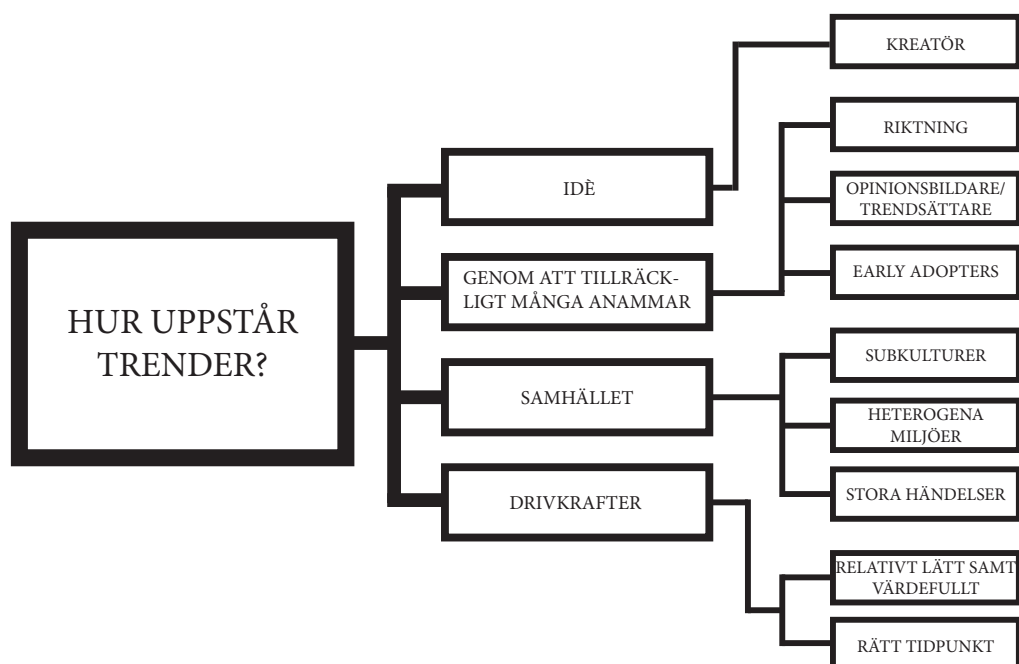 HUR UPPSTÅR
TRENDER?
IDÈ
GENOM ATT TILLRÄCK-
LIGT MÅNGA ANAMMAR
SAMHÄLLET
DRIVKRAFTER
KREATÖR
RIKTNING
OPINIONSBILDARE/
TRENDSÄTTARE
EARLY ADOPTERS
SUBKULTURER
HETEROGENA
MILJÖER
STORA HÄNDELSER
RELATIVT LÄTT SAMT
VÄRDEFULLT
RÄTT TIDPUNKT